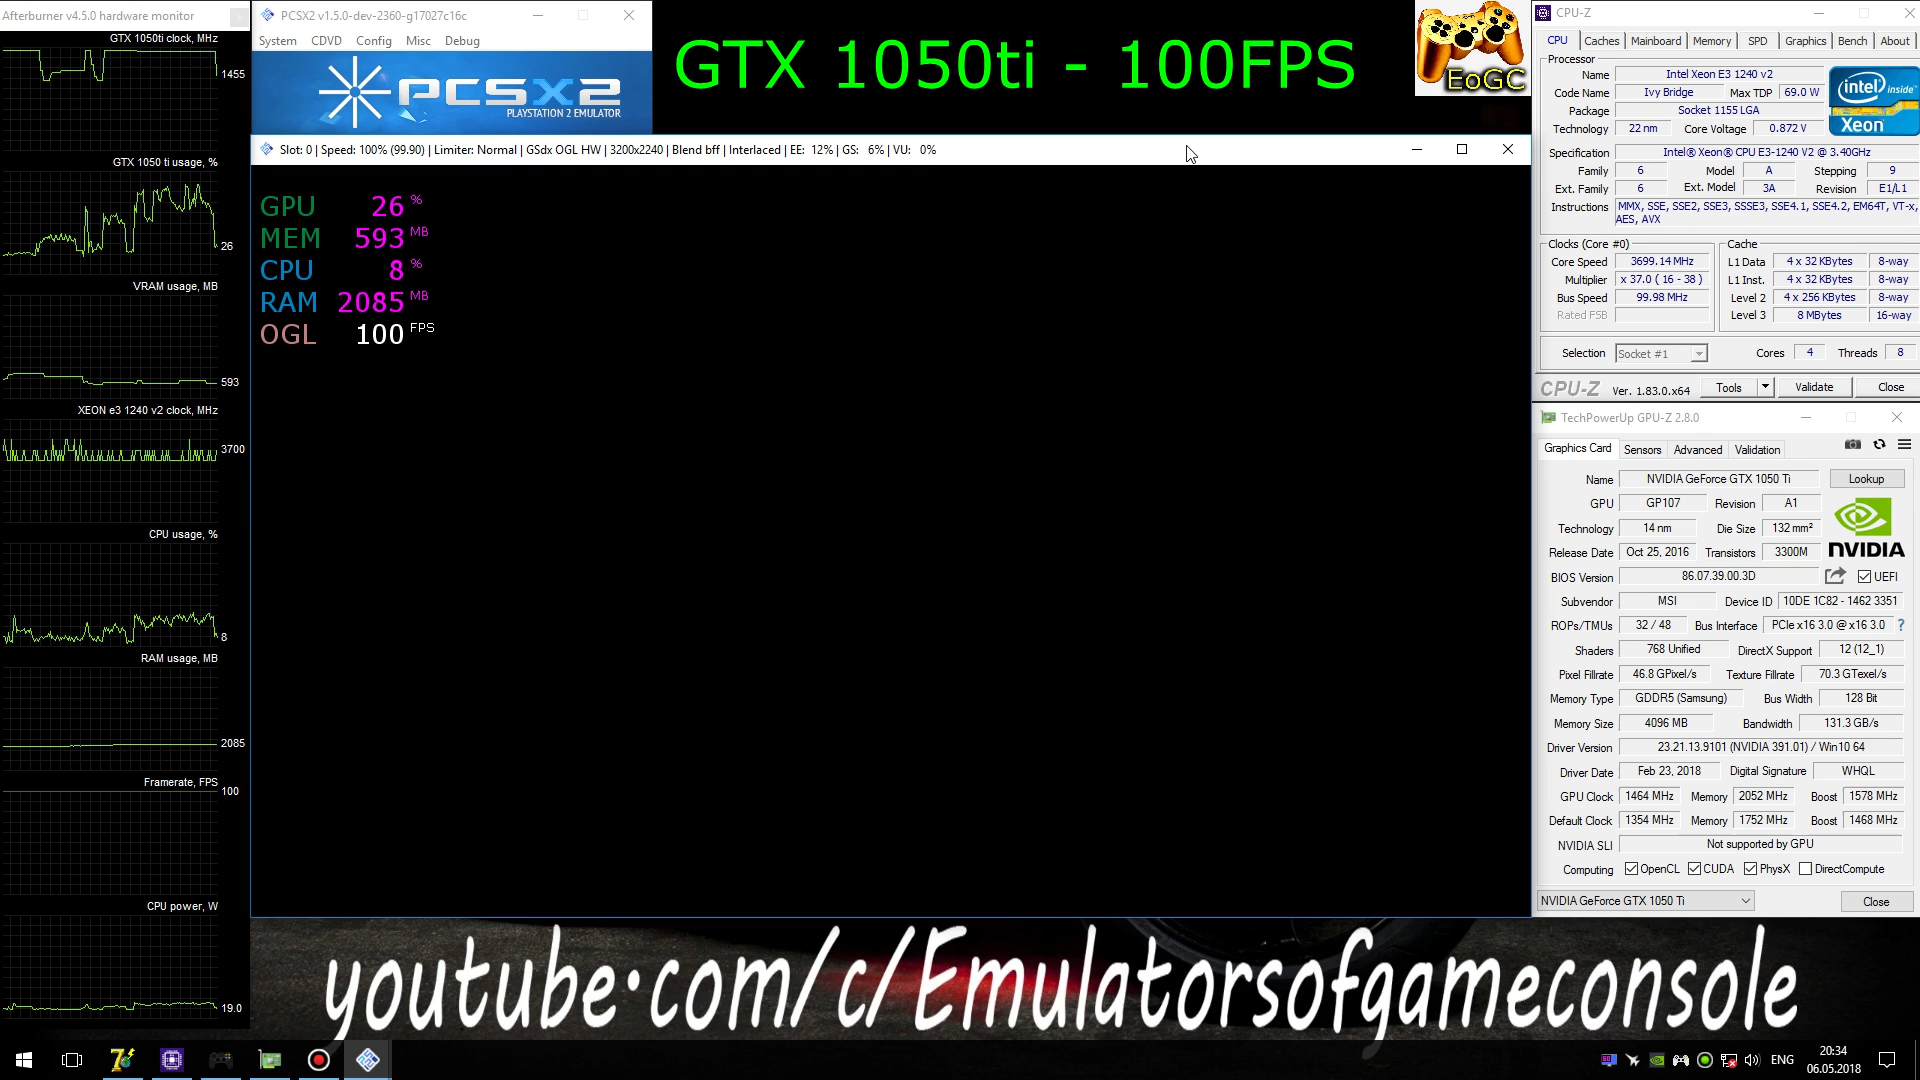 Afterburner v4.5.0 hardware monitor
GTX 1050ti clock, MHz
1455
GTX 1050 ti usage, %
26
VRAM usage, MB
593
XEON e3 1240 v2 clock, MHz
3700
CPU usage, %
8
RAM usage, MB
2085
Framerate, FPS
100
CPU power, W
19.0
PCSX2 v1.5.0-dev-2360-g17027c16c
System CDVD Config Misc Debug
PCSX2
PLAYSTATION 2 EMULATOR
GTX 1050ti - 100FPS
EoGC
Slot: 0 | Speed: 100% (99.90) | Limiter: Normal | GSdx OGL HW | 3200x2240 | Blend bff | Interlaced | EE: 12% | GS: 6% | VU: 0%
GPU 26 %
MEM 593 MB
CPU 8 %
RAM 2085 MB
OGL 100 FPS
CPU-Z
CPU Caches Mainboard Memory SPD Graphics Bench About
Processor
Name Intel Xeon E3 1240 v2
Code Name Ivy Bridge Max TDP 69.0 W
Package Socket 1155 LGA
Technology 22 nm Core Voltage 0.872 V
intel inside™
Xeon
Specification Intel® Xeon® CPU E3-1240 V2 @ 3.40GHz
Family 6 Model A Stepping 9
Ext. Family 6 Ext. Model 3A Revision E1/L1
Instructions MMX, SSE, SSE2, SSE3, SSSE3, SSE4.1, SSE4.2, EM64T, VT-x,
AES, AVX
Clocks (Core #0)
Core Speed 3699.14 MHz
Multiplier x 37.0 ( 16 - 38 )
Bus Speed 99.98 MHz
Rated FSB
Cache
L1 Data 4 x 32 KBytes 8-way
L1 Inst. 4 x 32 KBytes 8-way
Level 2 4 x 256 KBytes 8-way
Level 3 8 MBytes 16-way
Selection Socket #1 Cores 4 Threads 8
CPU-Z Ver. 1.83.0.x64 Tools Validate Close
TechPowerUp GPU-Z 2.8.0
Graphics Card Sensors Advanced Validation
Name NVIDIA GeForce GTX 1050 Ti Lookup
GPU GP107 Revision A1
Technology 14 nm Die Size 132 mm²
Release Date Oct 25, 2016 Transistors 3300M
NVIDIA
BIOS Version 86.07.39.00.3D UEFI
Subvendor MSI Device ID 10DE 1C82 - 1462 3351
ROPs/TMUs 32 / 48 Bus Interface PCIe x16 3.0 @ x16 3.0 ?
Shaders 768 Unified DirectX Support 12 (12_1)
Pixel Fillrate 46.8 GPixel/s Texture Fillrate 70.3 GTexel/s
Memory Type GDDR5 (Samsung) Bus Width 128 Bit
Memory Size 4096 MB Bandwidth 131.3 GB/s
Driver Version 23.21.13.9101 (NVIDIA 391.01) / Win10 64
Driver Date Feb 23, 2018 Digital Signature WHQL
GPU Clock 1464 MHz Memory 2052 MHz Boost 1578 MHz
Default Clock 1354 MHz Memory 1752 MHz Boost 1468 MHz
NVIDIA SLI Not supported by GPU
Computing OpenCL CUDA PhysX DirectCompute
NVIDIA GeForce GTX 1050 Ti Close
youtube.com/c/Emulatorsofgameconsole
ENG
20:34
06.05.2018